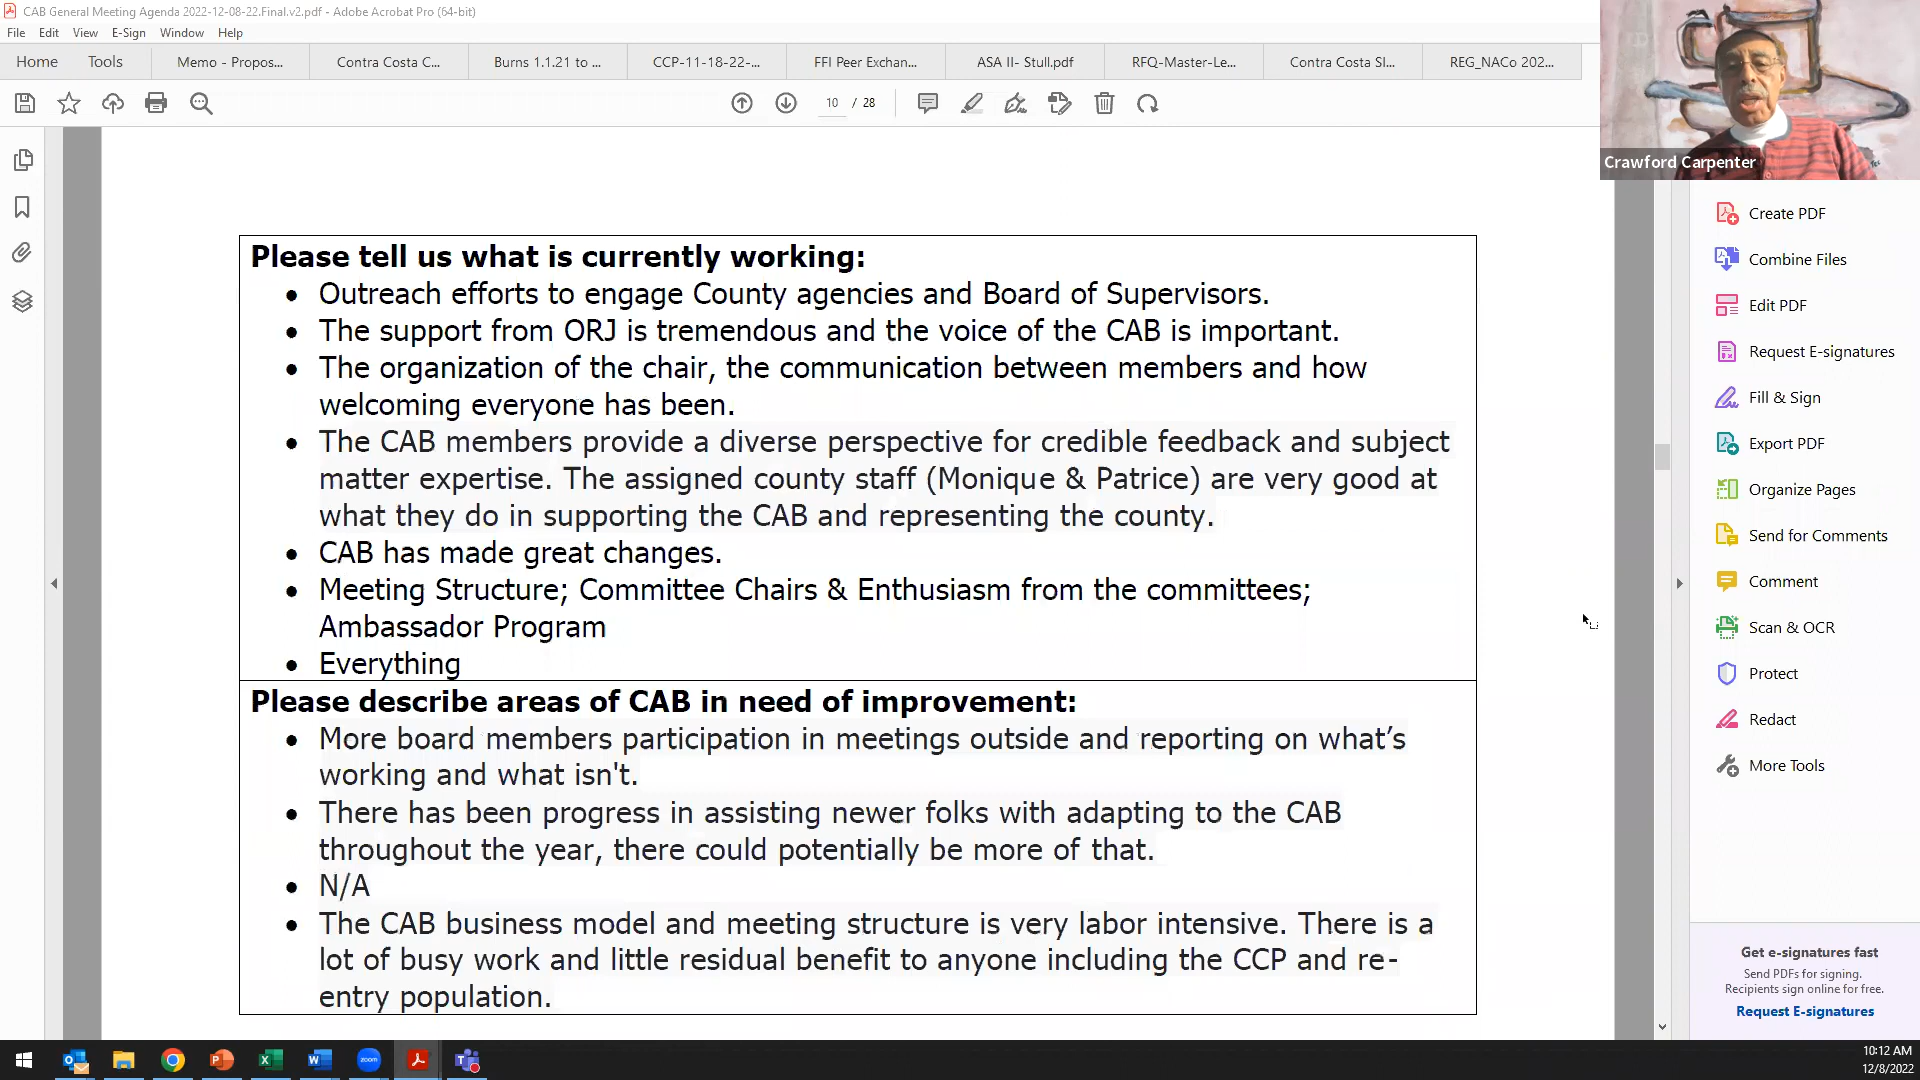 CAB General Meeting Agenda 2022-12-08-22.Final.v2.pdf - Adobe Acrobat Pro (64-bit)
File Edit View E-Sign Window Help
Home Tools Memo - Propos... Contra Costa C... Burns 1.1.21 to ... CCP-11-18-22-... FFI Peer Exchan... ASA II- Stull.pdf RFQ-Master-Le... Contra Costa Sl... REG_NACo 202...
10 / 28
Crawford Carpenter
Please tell us what is currently working:
• Outreach efforts to engage County agencies and Board of Supervisors.
• The support from ORJ is tremendous and the voice of the CAB is important.
• The organization of the chair, the communication between members and how
welcoming everyone has been.
• The CAB members provide a diverse perspective for credible feedback and subject
matter expertise. The assigned county staff (Monique & Patrice) are very good at
what they do in supporting the CAB and representing the county.
• CAB has made great changes.
• Meeting Structure; Committee Chairs & Enthusiasm from the committees;
Ambassador Program
• Everything
Please describe areas of CAB in need of improvement:
• More board members participation in meetings outside and reporting on what’s
working and what isn't.
• There has been progress in assisting newer folks with adapting to the CAB
throughout the year, there could potentially be more of that.
• N/A
• The CAB business model and meeting structure is very labor intensive. There is a
lot of busy work and little residual benefit to anyone including the CCP and re-
entry population.
Create PDF
Combine Files
Edit PDF
Request E-signatures
Fill & Sign
Export PDF
Organize Pages
Send for Comments
Comment
Scan & OCR
Protect
Redact
More Tools
Get e-signatures fast
Send PDFs for signing.
Recipients sign online for free.
Request E-Signatures
zoom
10:12 AM
12/8/2022